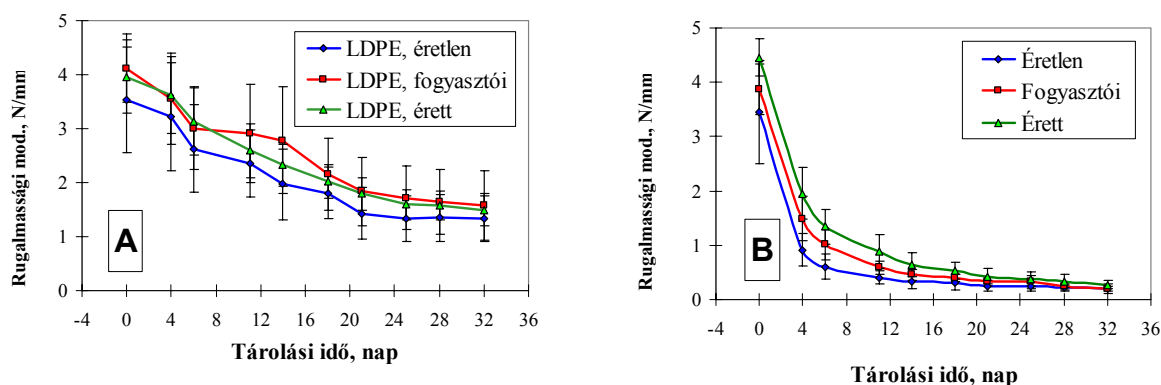 5
4
3
2
1
0
Rugalmassági mod., N/mm
LDPE, éretlen
LDPE, fogyasztói
LDPE, érett
A
-4 0 4 8 12 16 20 24 28 32 36
Tárolási idő, nap
5
4
3
2
1
0
Rugalmassági mod., N/mm
Éretlen
Fogyasztói
Érett
B
-4 0 4 8 12 16 20 24 28 32 36
Tárolási idő, nap